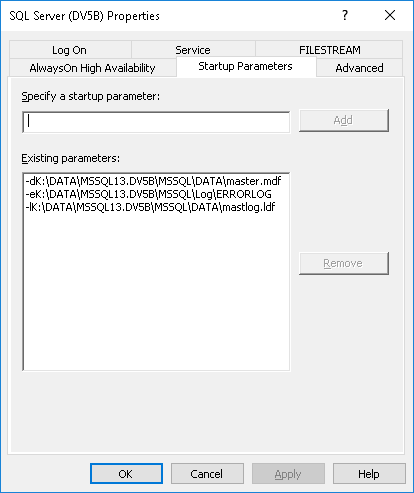 SQL Server (DV5B) Properties
?
Log On
Service
FILESTREAM
AlwaysOn High Availability
Startup Parameters
Advanced
Specify a startup parameter:
Add
Existing parameters:
-dK:\DATA\MSSQL13.DV5B\MSSQL\DATA\master.mdf
-eK:\DATA\MSSQL13.DV5B\MSSQL\Log\ERRORLOG
-lK:\DATA\MSSQL13.DV5B\MSSQL\DATA\mastlog.ldf
Remove
OK
Cancel
Apply
Help